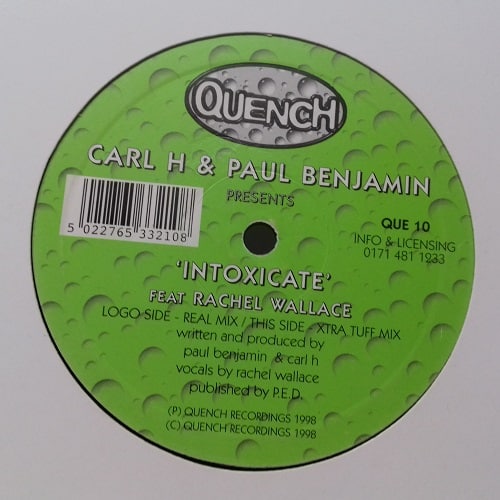 QUENCH
CARL H & PAUL BENJAMIN
PRESENTS
5 022765 332108
QUE 10
INFO & LICENSING
0171 481 1233
'INTOXICATE'
FEAT RACHEL WALLACE
LOGO SIDE - REAL MIX / THIS SIDE - XTRA TUFF MIX
written and produced by
paul benjamin & carl h
vocals by rachel wallace
published by P.E.D.
(P) QUENCH RECORDINGS 1998
(C) QUENCH RECORDINGS 1998